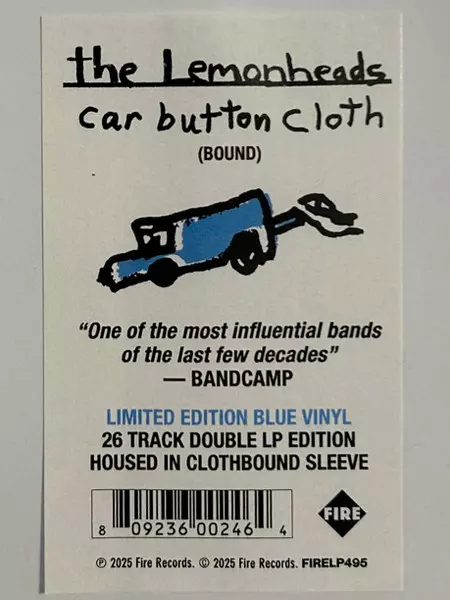 the Lemonheads
car button cloth
(BOUND)
“One of the most influential bands
of the last few decades”
— BANDCAMP
LIMITED EDITION BLUE VINYL
26 TRACK DOUBLE LP EDITION
HOUSED IN CLOTHBOUND SLEEVE
8 09236 00246 4
FIRE
℗ 2025 Fire Records. © 2025 Fire Records. FIRELP495